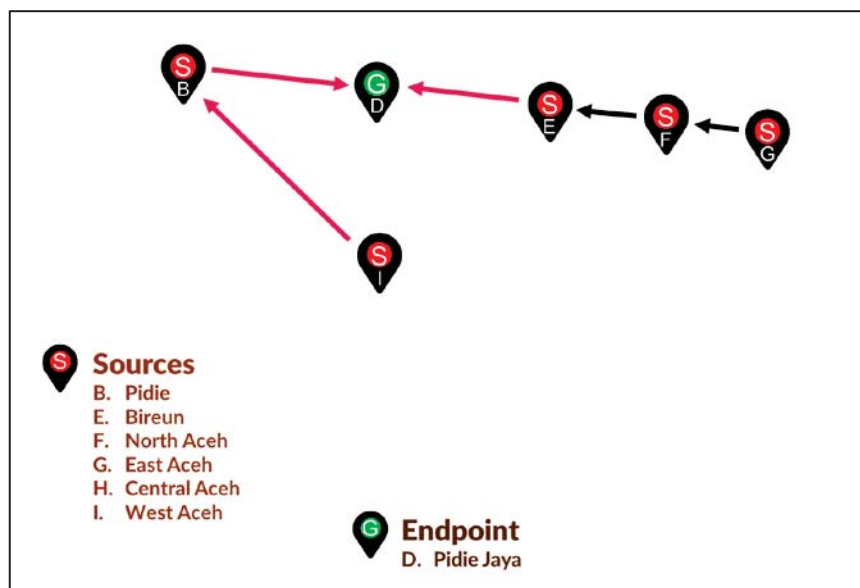 S
B
G
D
S
E
S
F
S
G
S
I
S
Sources
B. Pidie
E. Bireun
F. North Aceh
G. East Aceh
H. Central Aceh
I. West Aceh
G
Endpoint
D. Pidie Jaya